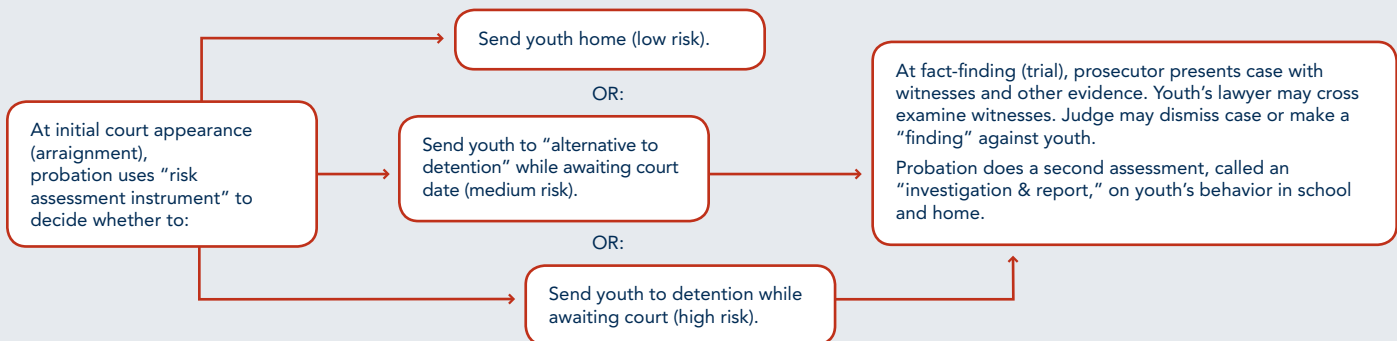 At initial court appearance
(arraignment),
probation uses “risk
assessment instrument” to
decide whether to:
Send youth home (low risk).
OR:
Send youth to “alternative to
detention” while awaiting court
date (medium risk).
OR:
Send youth to detention while
awaiting court (high risk).
At fact-finding (trial), prosecutor presents case with
witnesses and other evidence. Youth’s lawyer may cross
examine witnesses. Judge may dismiss case or make a
“finding” against youth.
Probation does a second assessment, called an
“investigation & report,” on youth’s behavior in school
and home.